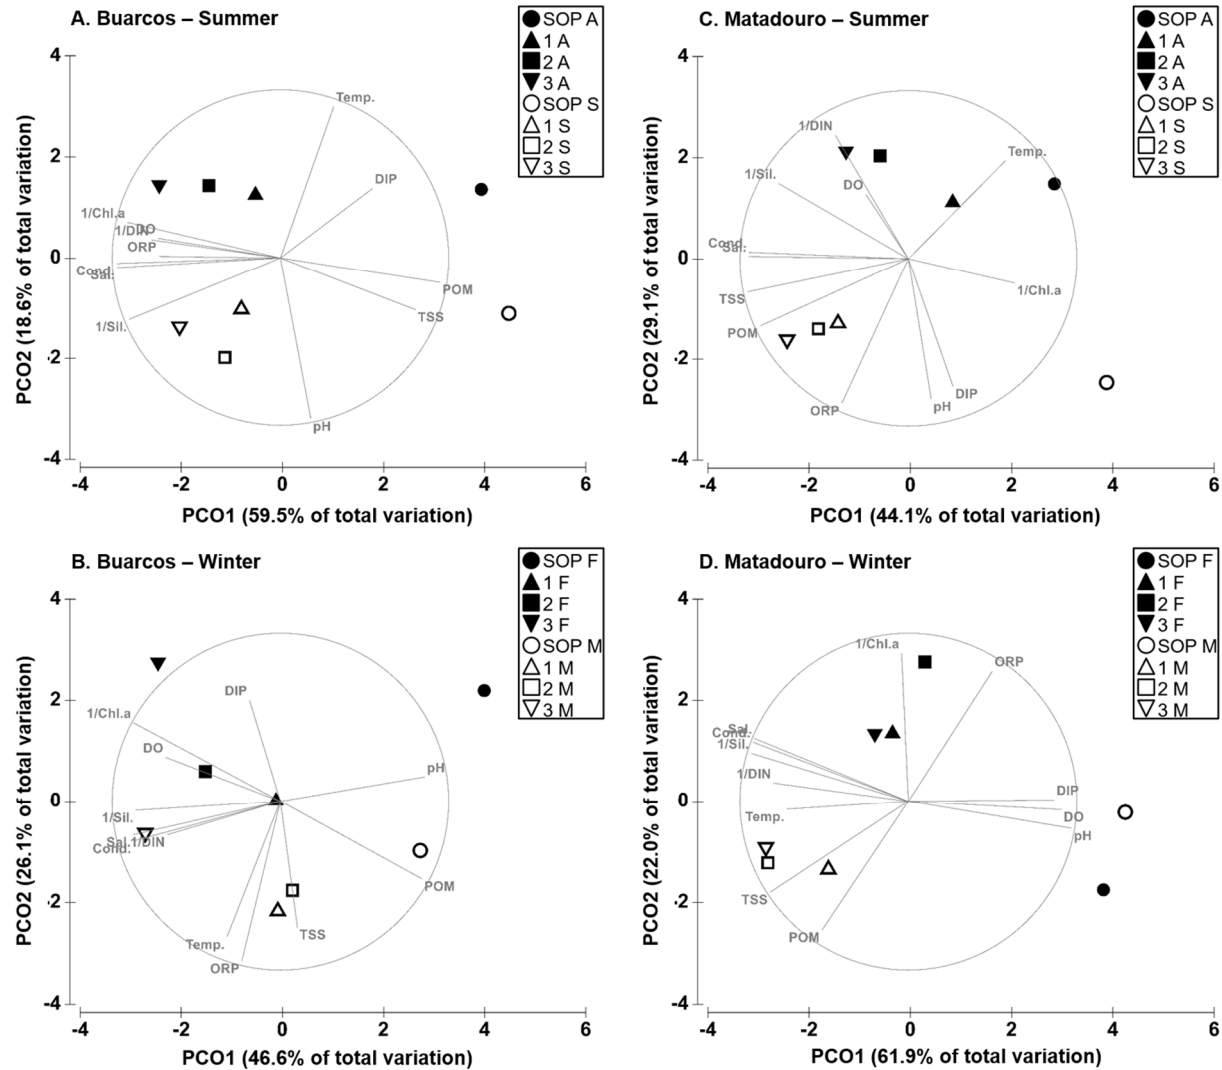 A. Buarcos – Summer
SOP A
1 A
2 A
3 A
SOP S
1 S
2 S
3 S
4
2
0
-2
-4
PCO2 (18.6% of total variation)
Temp.
DIP
1/Chl.a
DO
1/DIN
ORP
Cond.
Sal.
1/Sil.
POM
TSS
pH
-4
-2
0
2
4
6
PCO1 (59.5% of total variation)
C. Matadouro – Summer
SOP A
1 A
2 A
3 A
SOP S
1 S
2 S
3 S
4
2
0
-2
-4
PCO2 (29.1% of total variation)
1/DIN
Temp.
1/Sil.
DO
Cond.
Sal.
1/Chl.a
TSS
POM
DIP
pH
ORP
-4
-2
0
2
4
6
PCO1 (44.1% of total variation)
B. Buarcos – Winter
SOP F
1 F
2 F
3 F
SOP M
1 M
2 M
3 M
4
2
0
-2
-4
PCO2 (26.1% of total variation)
DIP
1/Chl.a
DO
pH
1/Sil.
Sal.
1/DIN
Cond.
POM
TSS
Temp.
ORP
-4
-2
0
2
4
6
PCO1 (46.6% of total variation)
D. Matadouro – Winter
SOP F
1 F
2 F
3 F
SOP M
1 M
2 M
3 M
4
2
0
-2
-4
PCO2 (22.0% of total variation)
1/Chl.a
ORP
Sal.
Cond.
1/Sil.
1/DIN
DIP
Temp.
DO
pH
TSS
POM
-4
-2
0
2
4
6
PCO1 (61.9% of total variation)